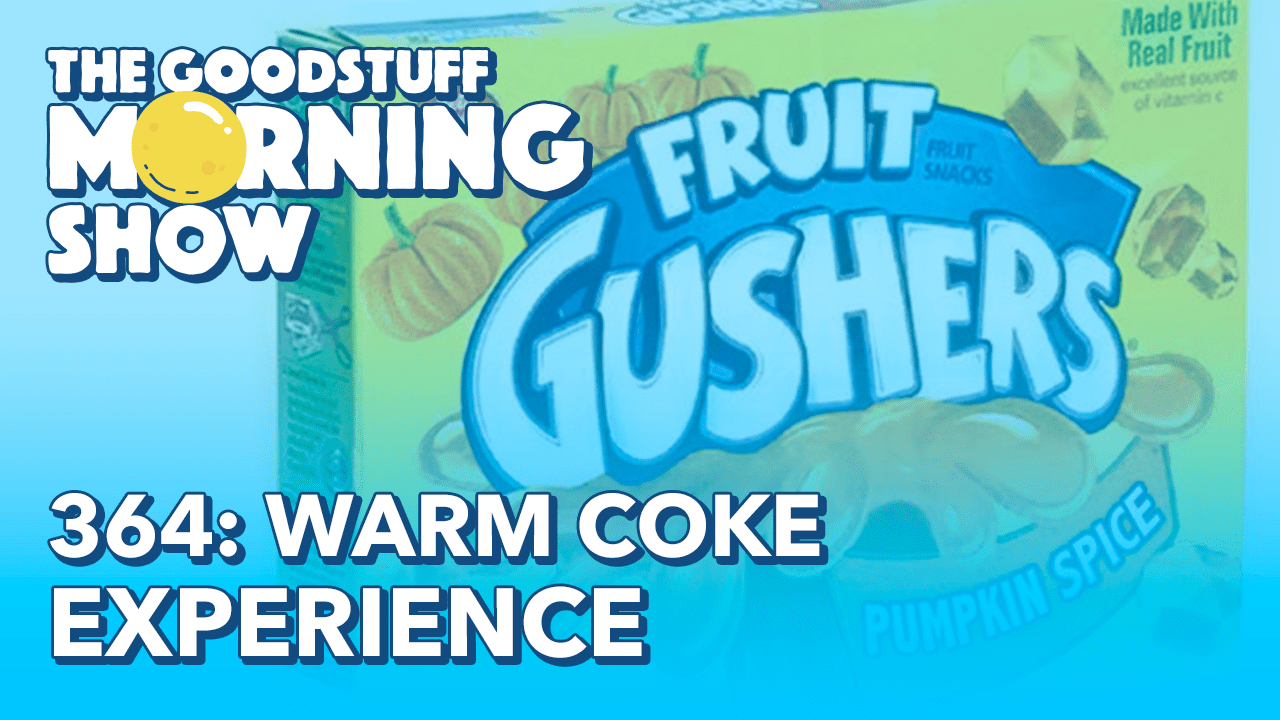 THE GOODSTUFF
MORNING
SHOW
GUSHERS
Made With
Real Fruit
excellent source
of vitamin c
FRUIT
FRUIT
SNACKS
GUSHERS
PUMPKIN SPICE
364: WARM COKE
EXPERIENCE